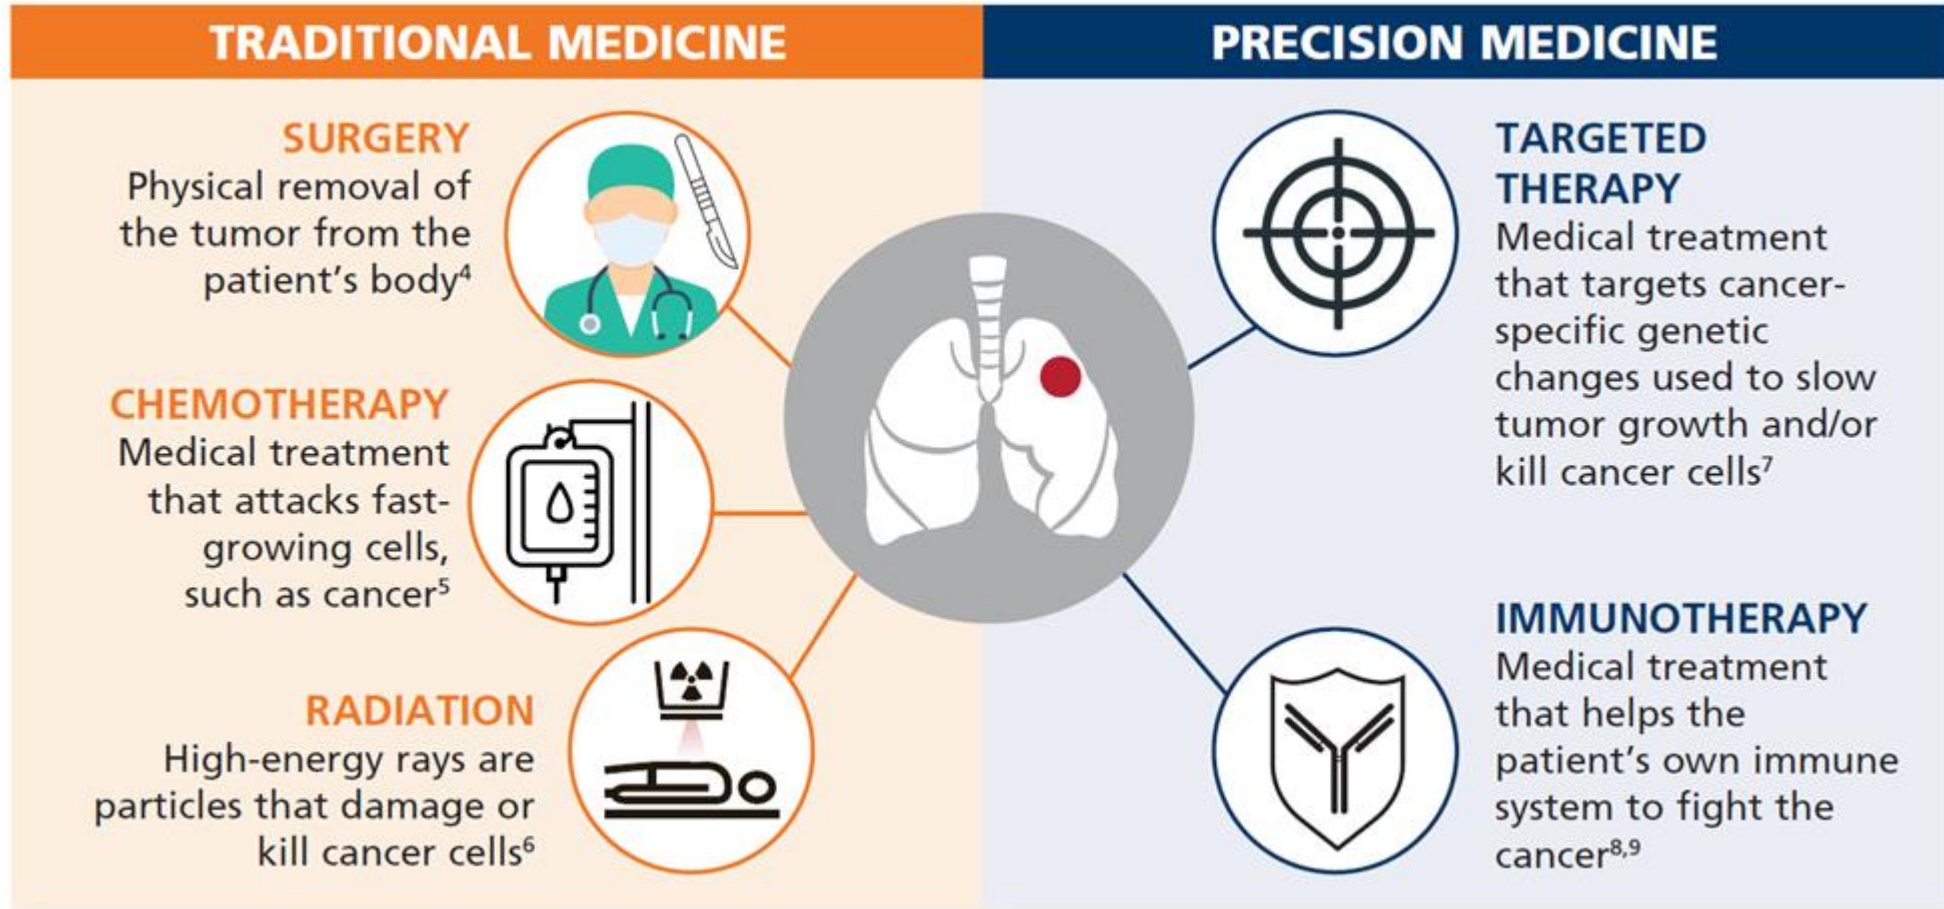 TRADITIONAL MEDICINE
SURGERY
Physical removal of
the tumor from the
patient's body⁴
CHEMOTHERAPY
Medical treatment
that attacks fast-
growing cells,
such as cancer⁵
RADIATION
High-energy rays are
particles that damage or
kill cancer cells⁶
PRECISION MEDICINE
TARGETED
THERAPY
Medical treatment
that targets cancer-
specific genetic
changes used to slow
tumor growth and/or
kill cancer cells⁷
IMMUNOTHERAPY
Medical treatment
that helps the
patient's own immune
system to fight the
cancer⁸,⁹